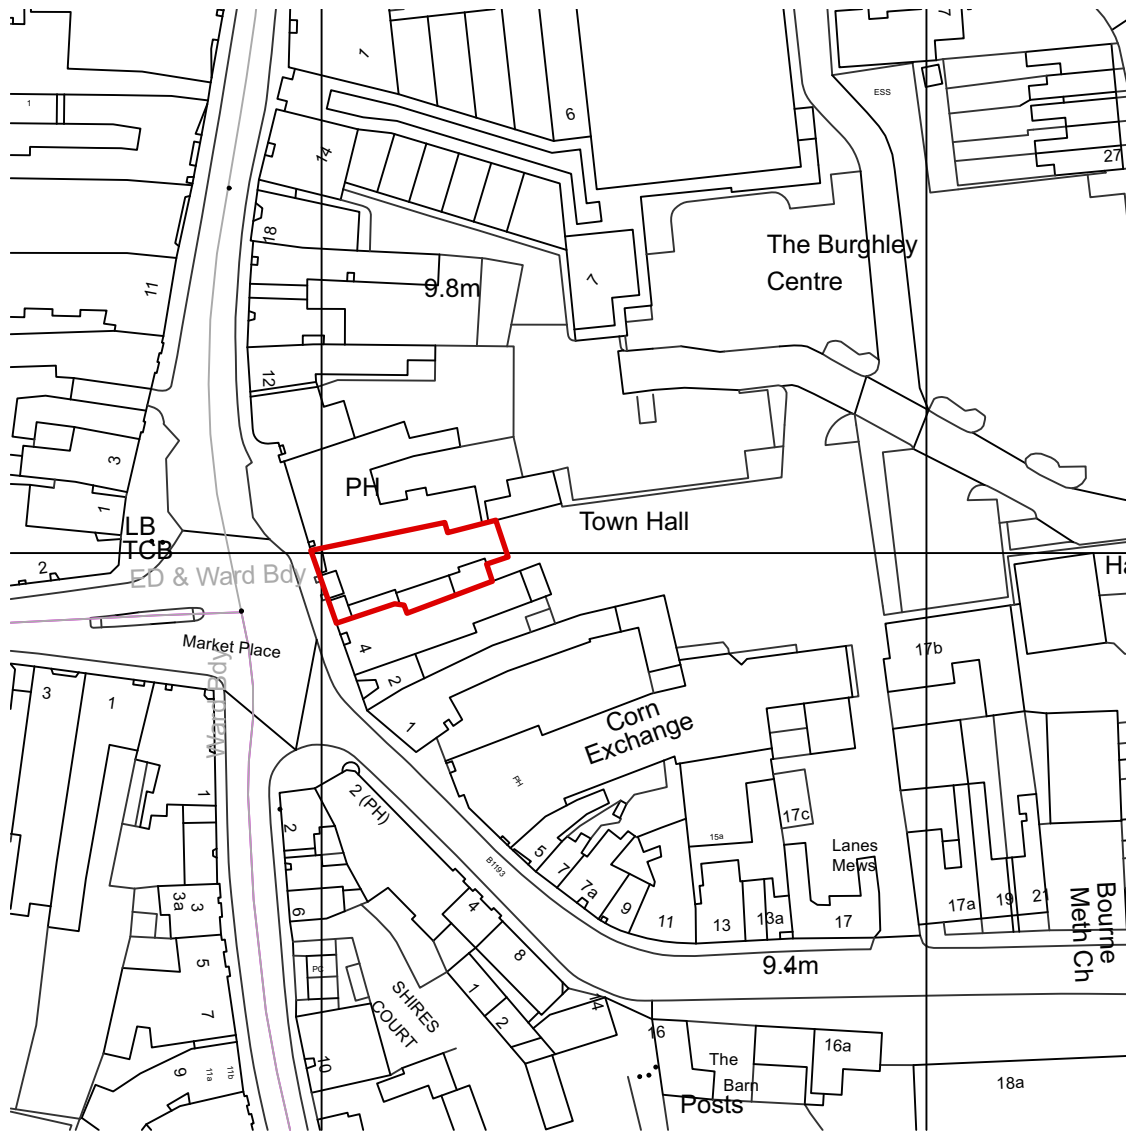 1
6
ESS
27
14
18
11
The Burghley
Centre
9.8m
7
12
3
1
PH
LB
TCB
Town Hall
2
ED & Ward Bdy
Market Place
Ward Bdy
4
2
1
17b
3
1
Corn
Exchange
PH
2 (PH)
1
2
B1193
5
7
7a
9
11
15a
13
13a
17c
Lanes
Mews
17
17a
19
21
Bourne
Meth Ch
3a
3
6
4
8
5
7
PC
SHIRES
COURT
1
2
9.4m
14
16
16a
The
Barn
Posts
18a
9
11a
11b
10